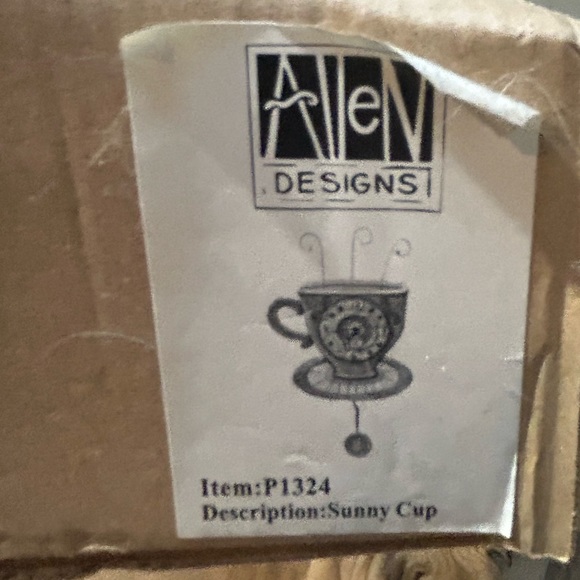 Allen
DESIGNS
Item:P1324
Description:Sunny Cup